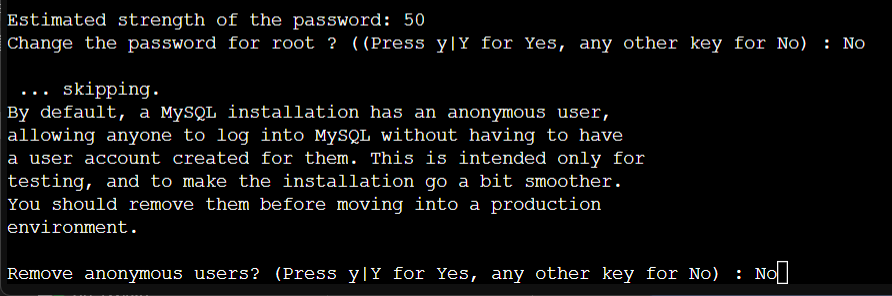 Estimated strength of the password: 50
Change the password for root ? ((Press y|Y for Yes, any other key for No) : No
... skipping.
By default, a MySQL installation has an anonymous user,
allowing anyone to log into MySQL without having to have
a user account created for them. This is intended only for
testing, and to make the installation go a bit smoother.
You should remove them before moving into a production
environment.
Remove anonymous users? (Press y|Y for Yes, any other key for No) : No